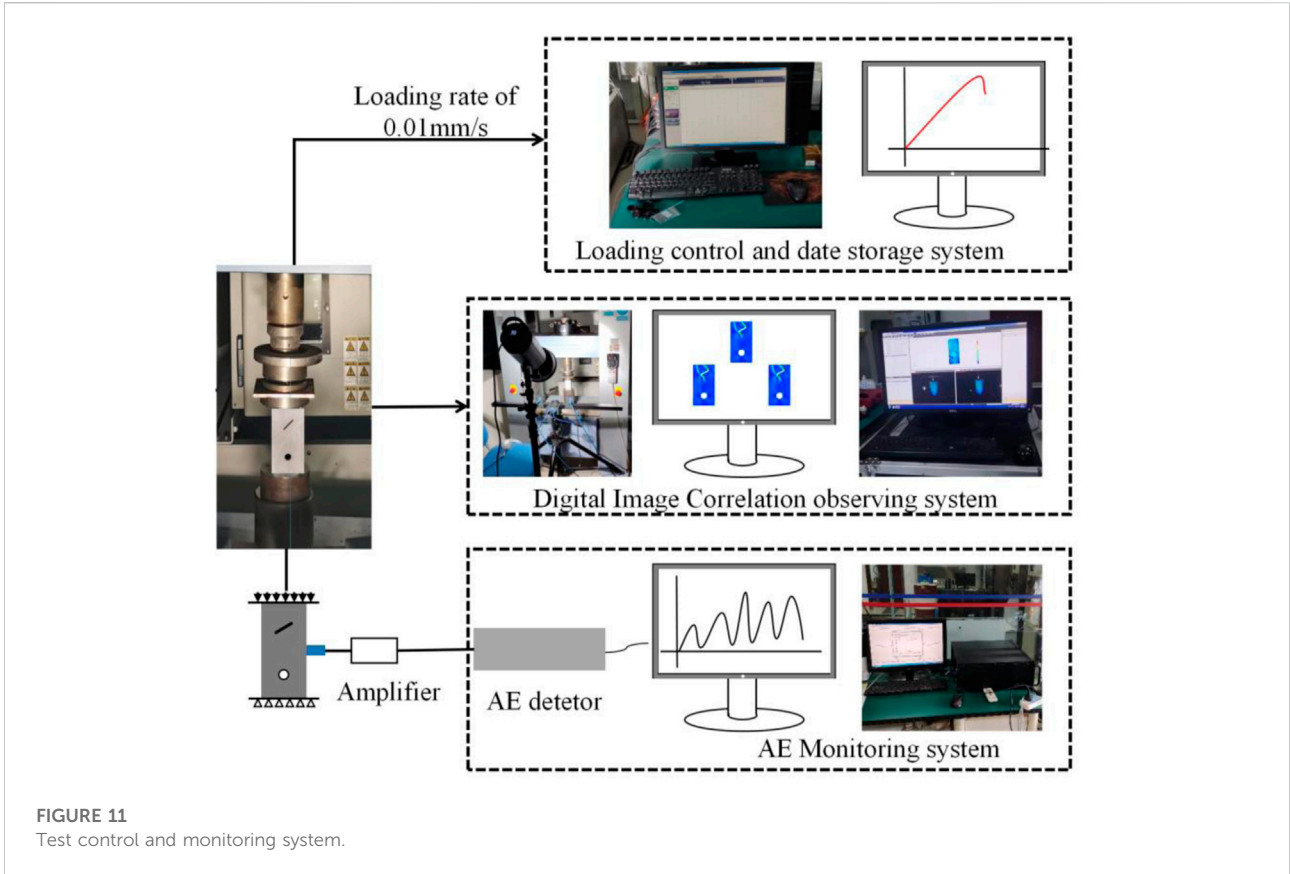 Loading rate of
0.01mm/s
Loading control and date storage system
Digital Image Correlation observing system
Amplifier
AE detetor
AE Monitoring system
FIGURE 11
Test control and monitoring system.